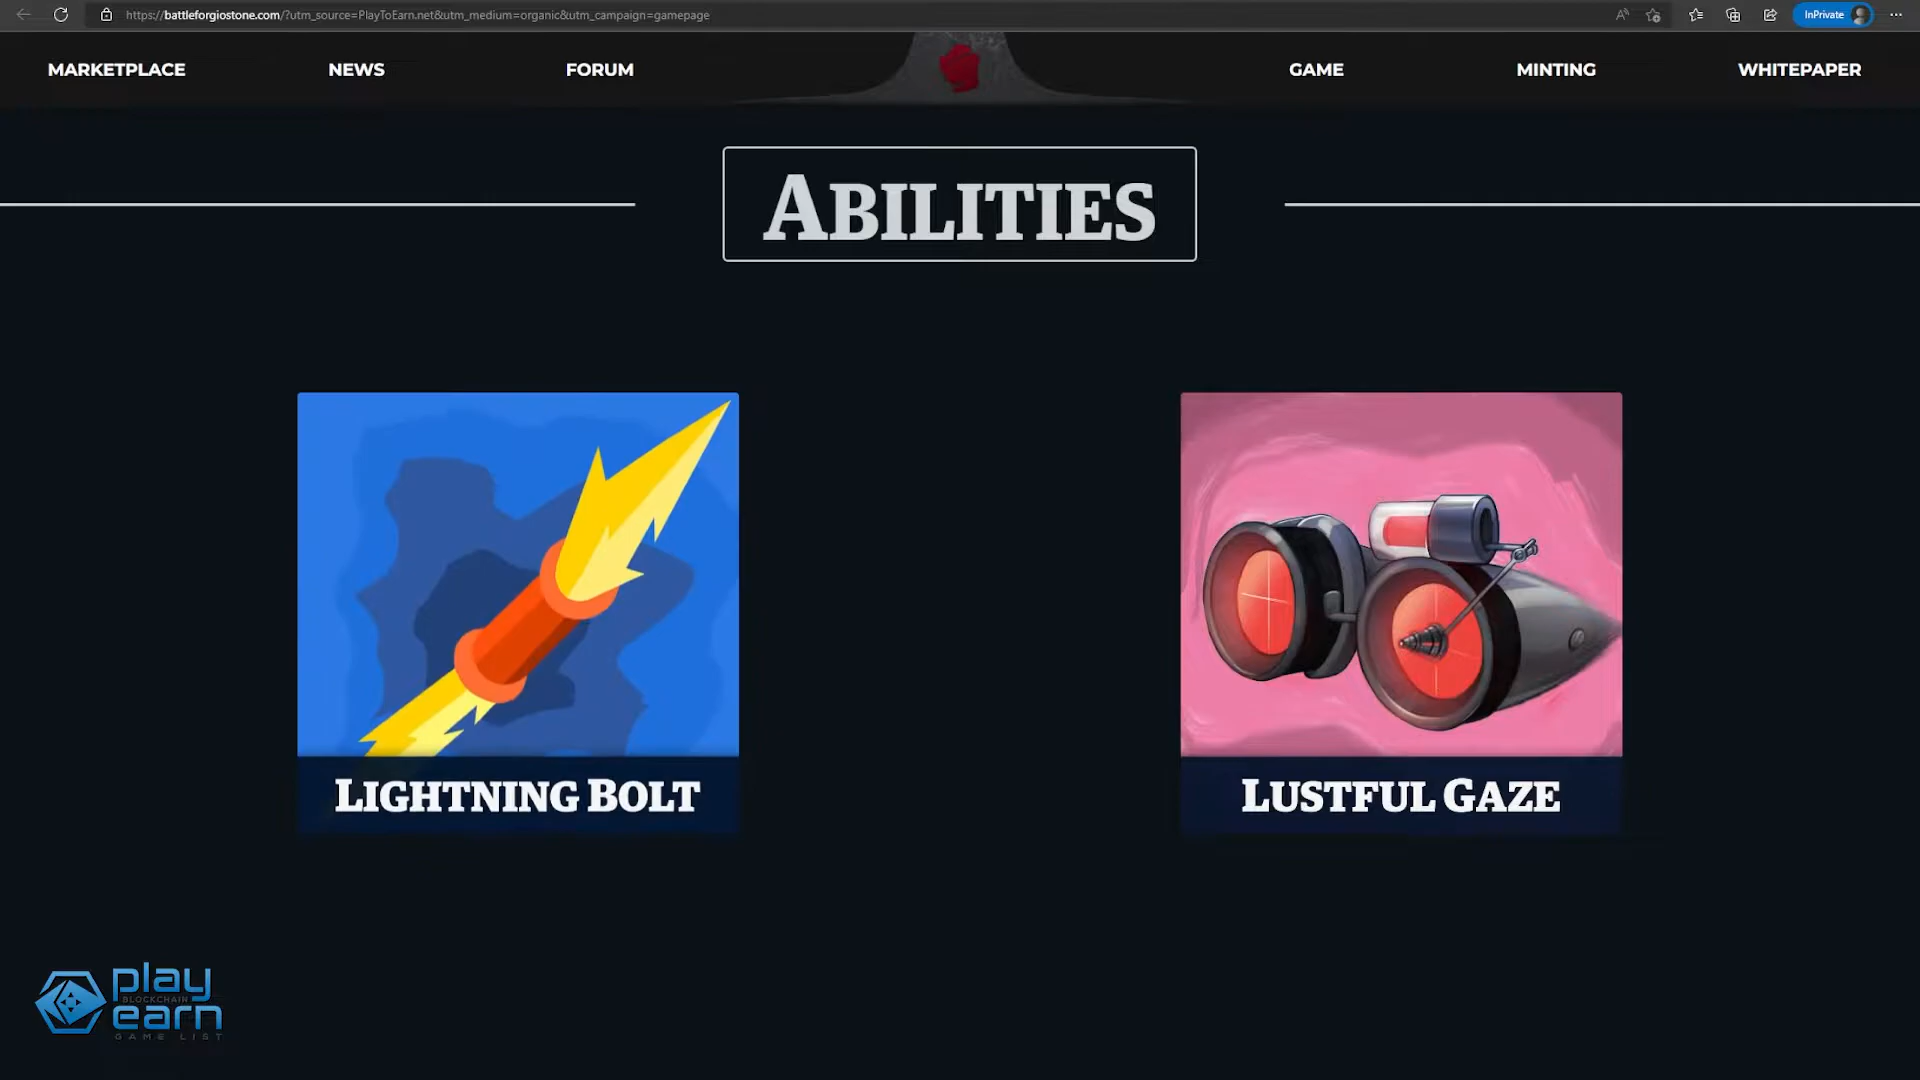 https://battleforgiostone.com/?utm_source=PlayToEarn.net&utm_medium=organic&utm_campaign=gamepage
InPrivate
MARKETPLACE
NEWS
FORUM
GAME
MINTING
WHITEPAPER
ABILITIES
LIGHTNING BOLT
LUSTFUL GAZE
play
BLOCKCHAIN
earn
GAME LIST